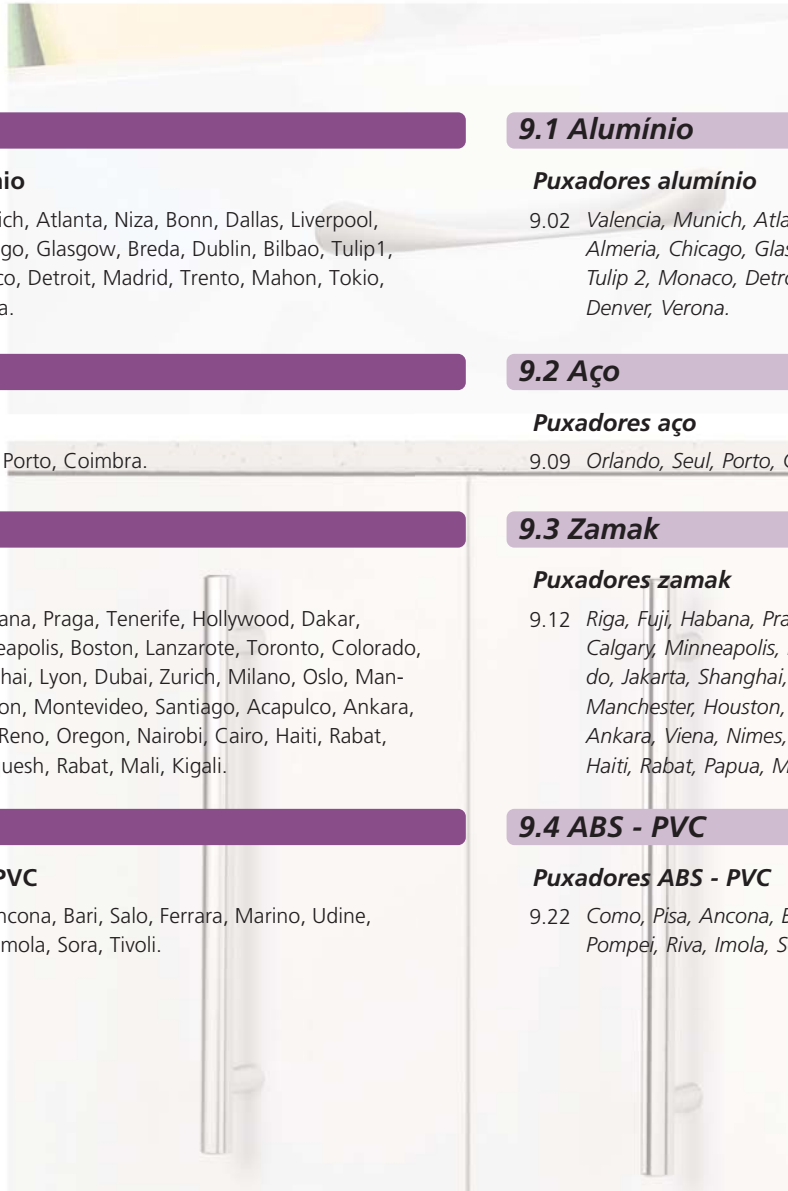 nio
ich, Atlanta, Niza, Bonn, Dallas, Liverpool,
go, Glasgow, Breda, Dublin, Bilbao, Tulip1,
co, Detroit, Madrid, Trento, Mahon, Tokio,
a.
Porto, Coimbra.
ana, Praga, Tenerife, Hollywood, Dakar,
eapolis, Boston, Lanzarote, Toronto, Colorado,
hai, Lyon, Dubai, Zurich, Milano, Oslo, Man-
on, Montevideo, Santiago, Acapulco, Ankara,
Reno, Oregon, Nairobi, Cairo, Haiti, Rabat,
uesh, Rabat, Mali, Kigali.
PVC
ncona, Bari, Salo, Ferrara, Marino, Udine,
mola, Sora, Tivoli.
9.1 Alumínio
Puxadores alumínio
9.02 Valencia, Munich, Atla
Almeria, Chicago, Glas
Tulip 2, Monaco, Detro
Denver, Verona.
9.2 Aço
Puxadores aço
9.09 Orlando, Seul, Porto, C
9.3 Zamak
Puxadores zamak
9.12 Riga, Fuji, Habana, Pra
Calgary, Minneapolis,
do, Jakarta, Shanghai,
Manchester, Houston,
Ankara, Viena, Nimes,
Haiti, Rabat, Papua, M
9.4 ABS - PVC
Puxadores ABS - PVC
9.22 Como, Pisa, Ancona, B
Pompei, Riva, Imola, S